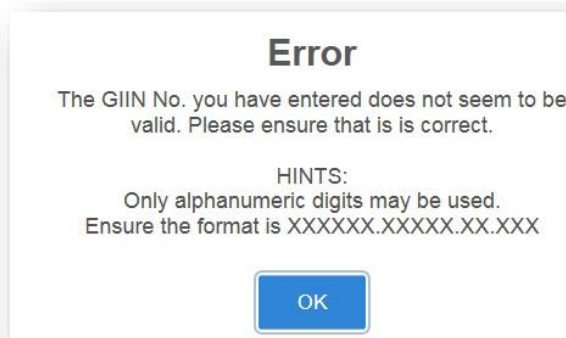 Error
The GIIN No. you have entered does not seem to be
valid. Please ensure that is is correct.
HINTS:
Only alphanumeric digits may be used.
Ensure the format is XXXXXX.XXXXX.XX.XXX
OK